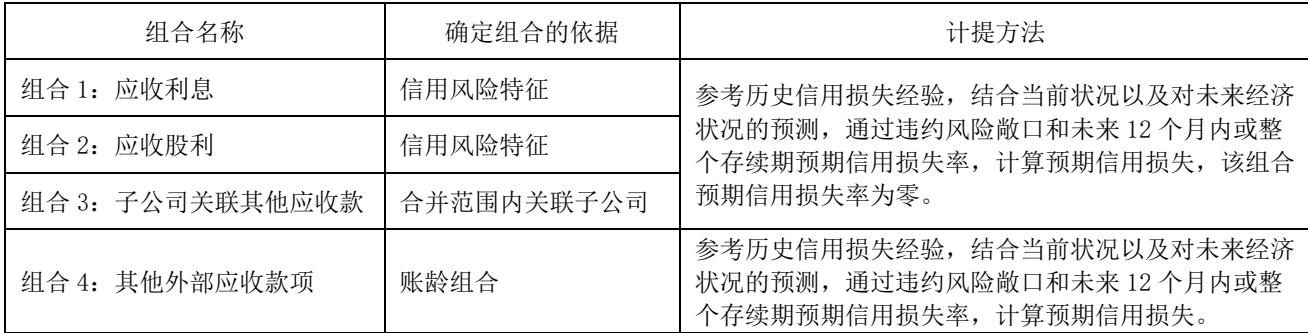 组合名称 确定组合的依据 计提方法
组合 1：应收利息 信用风险特征
组合 2：应收股利 信用风险特征
组合 3：子公司关联其他应收款 合并范围内关联子公司
参考历史信用损失经验，结合当前状况以及对未来经济
状况的预测，通过违约风险敞口和未来 12 个月内或整
个存续期预期信用损失率，计算预期信用损失，该组合
预期信用损失率为零。
组合 4：其他外部应收款项 账龄组合
参考历史信用损失经验，结合当前状况以及对未来经济
状况的预测，通过违约风险敞口和未来 12 个月内或整
个存续期预期信用损失率，计算预期信用损失。